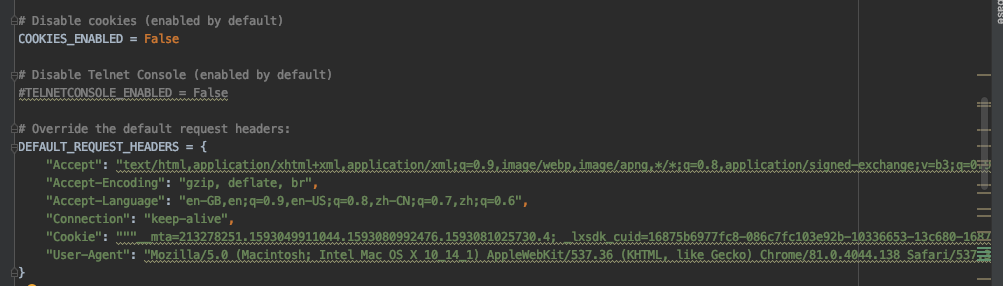 base
# Disable cookies (enabled by default)
COOKIES_ENABLED = False
# Disable Telnet Console (enabled by default)
#TELNETCONSOLE_ENABLED = False
# Override the default request headers:
DEFAULT_REQUEST_HEADERS = {
"Accept": "text/html,application/xhtml+xml,application/xml;q=0.9,image/webp,image/apng,*/*;q=0.8,application/signed-exchange;v=b3;q=0.9
"Accept-Encoding": "gzip, deflate, br",
"Accept-Language": "en-GB,en;q=0.9,en-US;q=0.8,zh-CN;q=0.7,zh;q=0.6",
"Connection": "keep-alive",
"Cookie": """__mta=213278251.1593049911044.1593080992476.1593081025730.4; _lxsdk_cuid=16875b6977fc8-086c7fc103e92b-10336653-13c680-1687
"User-Agent": "Mozilla/5.0 (Macintosh; Intel Mac OS X 10_14_1) AppleWebKit/537.36 (KHTML, like Gecko) Chrome/81.0.4044.138 Safari/537
}